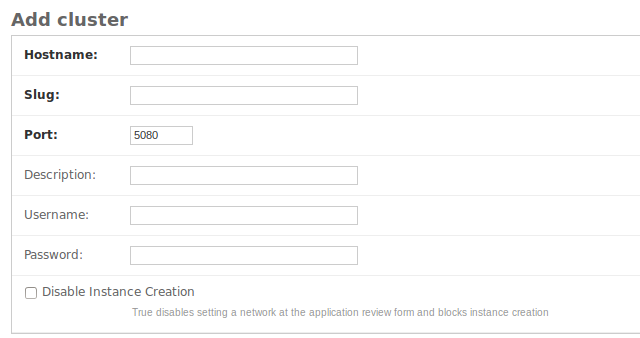 Add cluster
Hostname:
Slug:
Port: 5080
Description:
Username:
Password:
Disable Instance Creation
True disables setting a network at the application review form and blocks instance creation